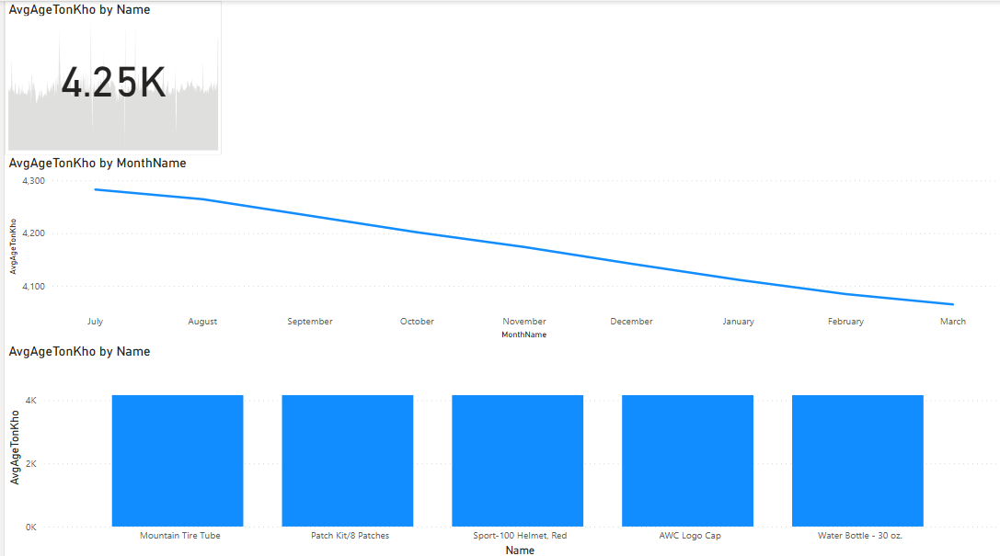 AvgAgeTonKho by Name
4.25K
AvgAgeTonKho by MonthName
4,300
4,200
4,100
AvgAgeTonKho
July August September October November December January February March
MonthName
AvgAgeTonKho by Name
4K
2K
0K
AvgAgeTonKho
Mountain Tire Tube Patch Kit/8 Patches Sport-100 Helmet, Red AWC Logo Cap Water Bottle - 30 oz.
Name